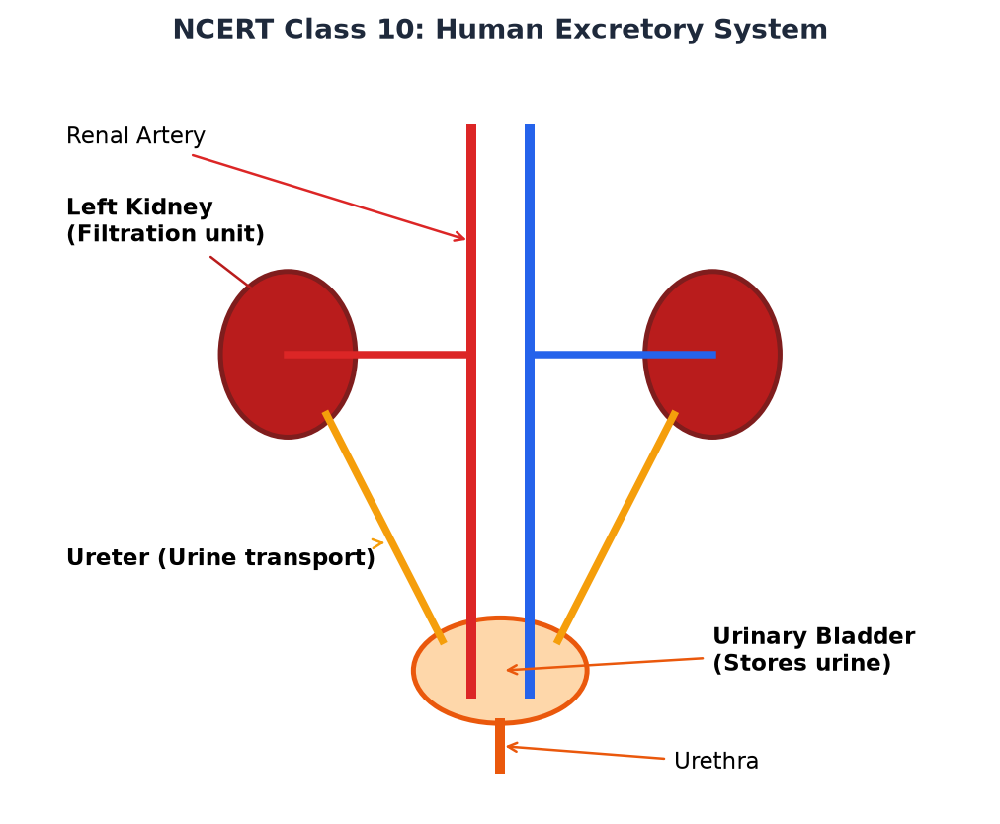 NCERT Class 10: Human Excretory System
Renal Artery
Left Kidney
(Filtration unit)
Ureter (Urine transport)
Urinary Bladder
(Stores urine)
Urethra